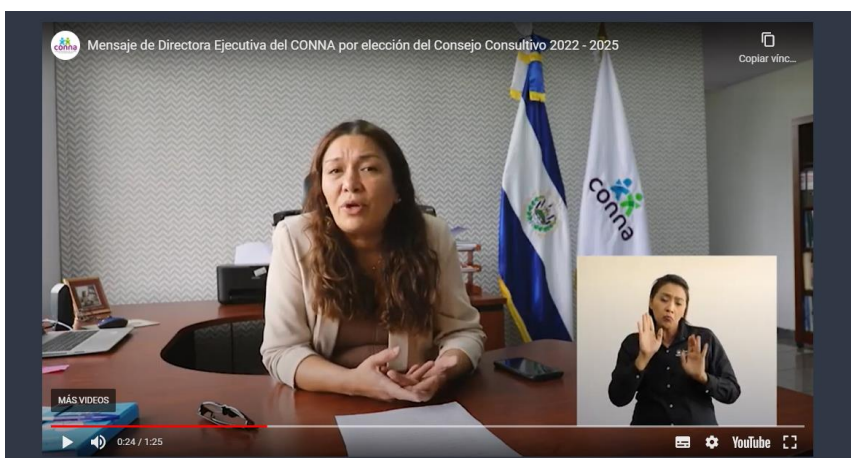 conna
Mensaje de Directora Ejecutiva del CONNA por elección del Consejo Consultivo 2022 - 2025
Copiar vínc...
conna
MÁS VIDEOS
0:24 / 1:25
YouTube